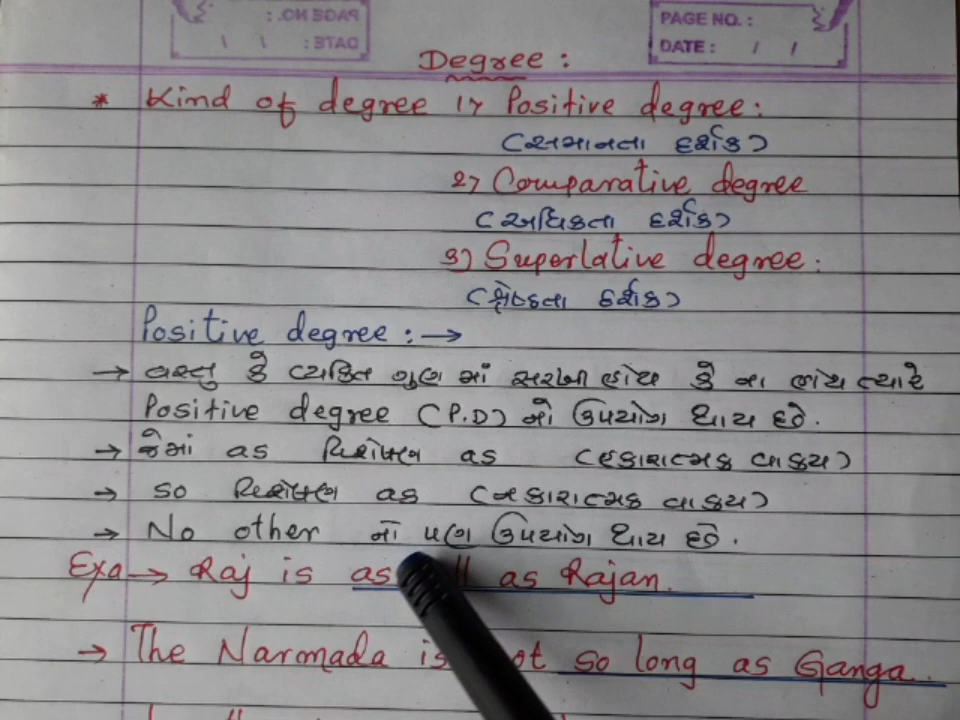 PAGE NO.:
DATE: / /
PAGE NO.:
DATE: / /
Degree:
* Kind of degree 1) Positive degree:
(સમાનતા દર્શક)
2) Comparative degree
(અધિકતા દર્શક)
3) Superlative degree:
(શ્રેષ્ઠતા દર્શક)
Positive degree:→
→ વસ્તુ કે વ્યક્તિ ગુણ માં સરખા હોય કે ના હોય ત્યારે
Positive degree (P.D) નો ઉપયોગ થાય છે.
→ જેમાં as વિશેષણ as (હકારાત્મક વાક્ય)
→ so વિશેષણ as (નકારાત્મક વાક્ય)
→ No other નો પણ ઉપયોગ થાય છે.
Exa→ Raj is as as Rajan.
→ The Narmada is so long as Ganga.